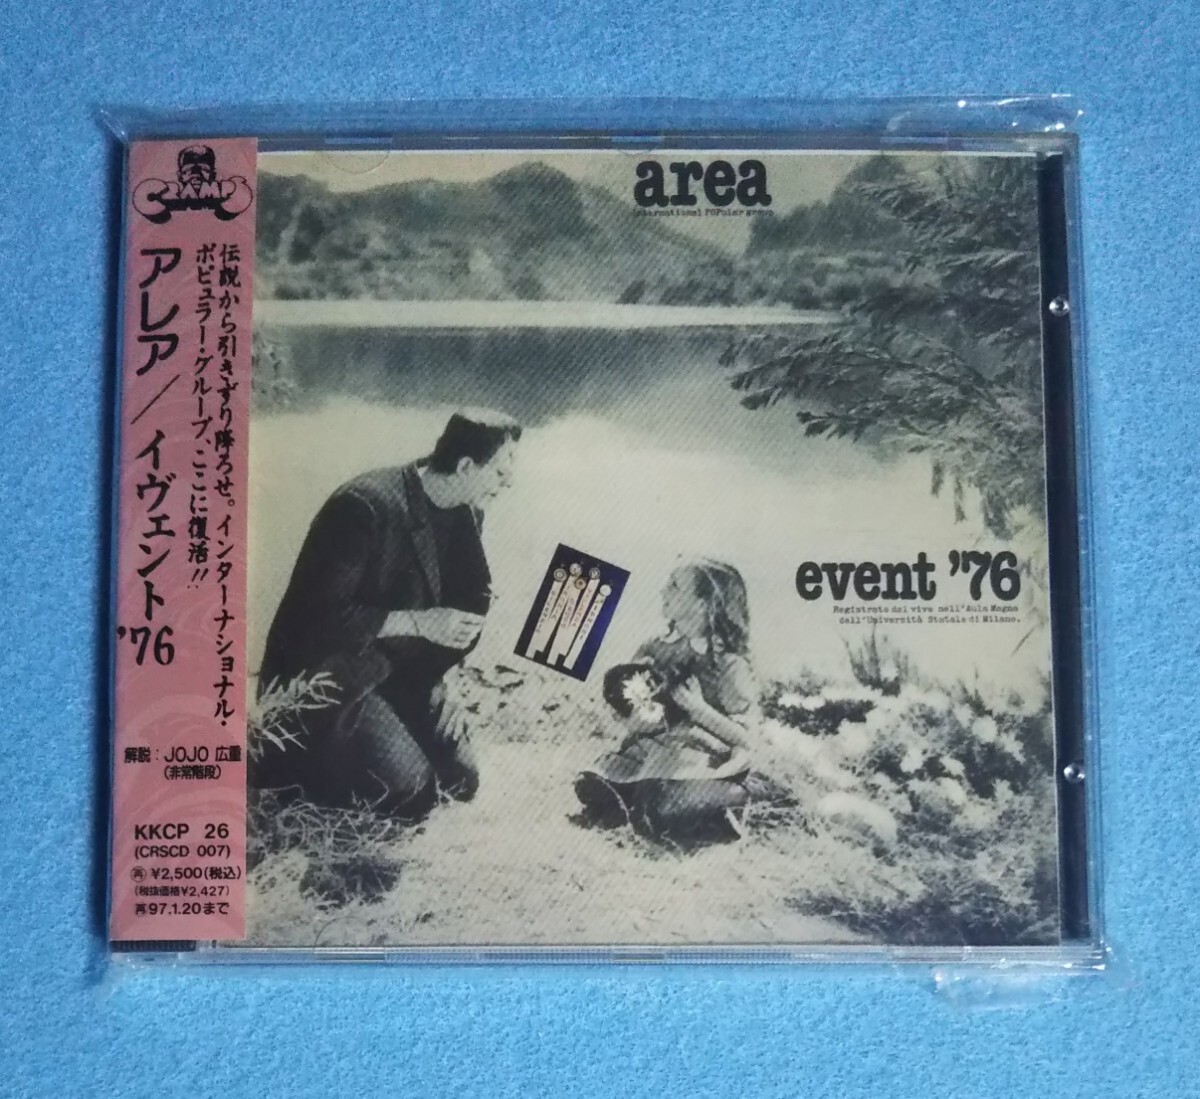 CRAMPS
アレア／イヴェント'76
伝説から引きずり降ろせ。インターナショナル・
ポピュラー・グループ、ここに復活!!
解説：JOJO 広重
(非常階段)
KKCP 26
(CRSCD 007)
再 ¥2,500(税込)
(税抜価格¥2,427)
再97.1.20まで
area
international POPular group
event '76
Registrato dal vivo nell'Aula Magna
dell'Università Statale di Milano.